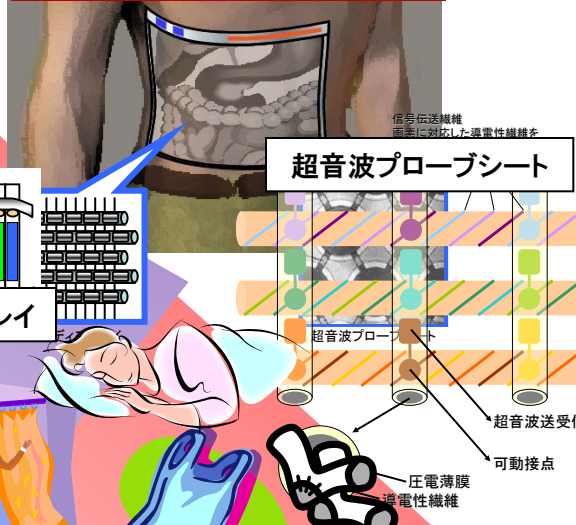 信号伝送繊維
画素に対応した導電性繊維を
超音波プローブシート
レイ
超音波プローブシート
超音波送受信
可動接点
圧電薄膜
導電性繊維